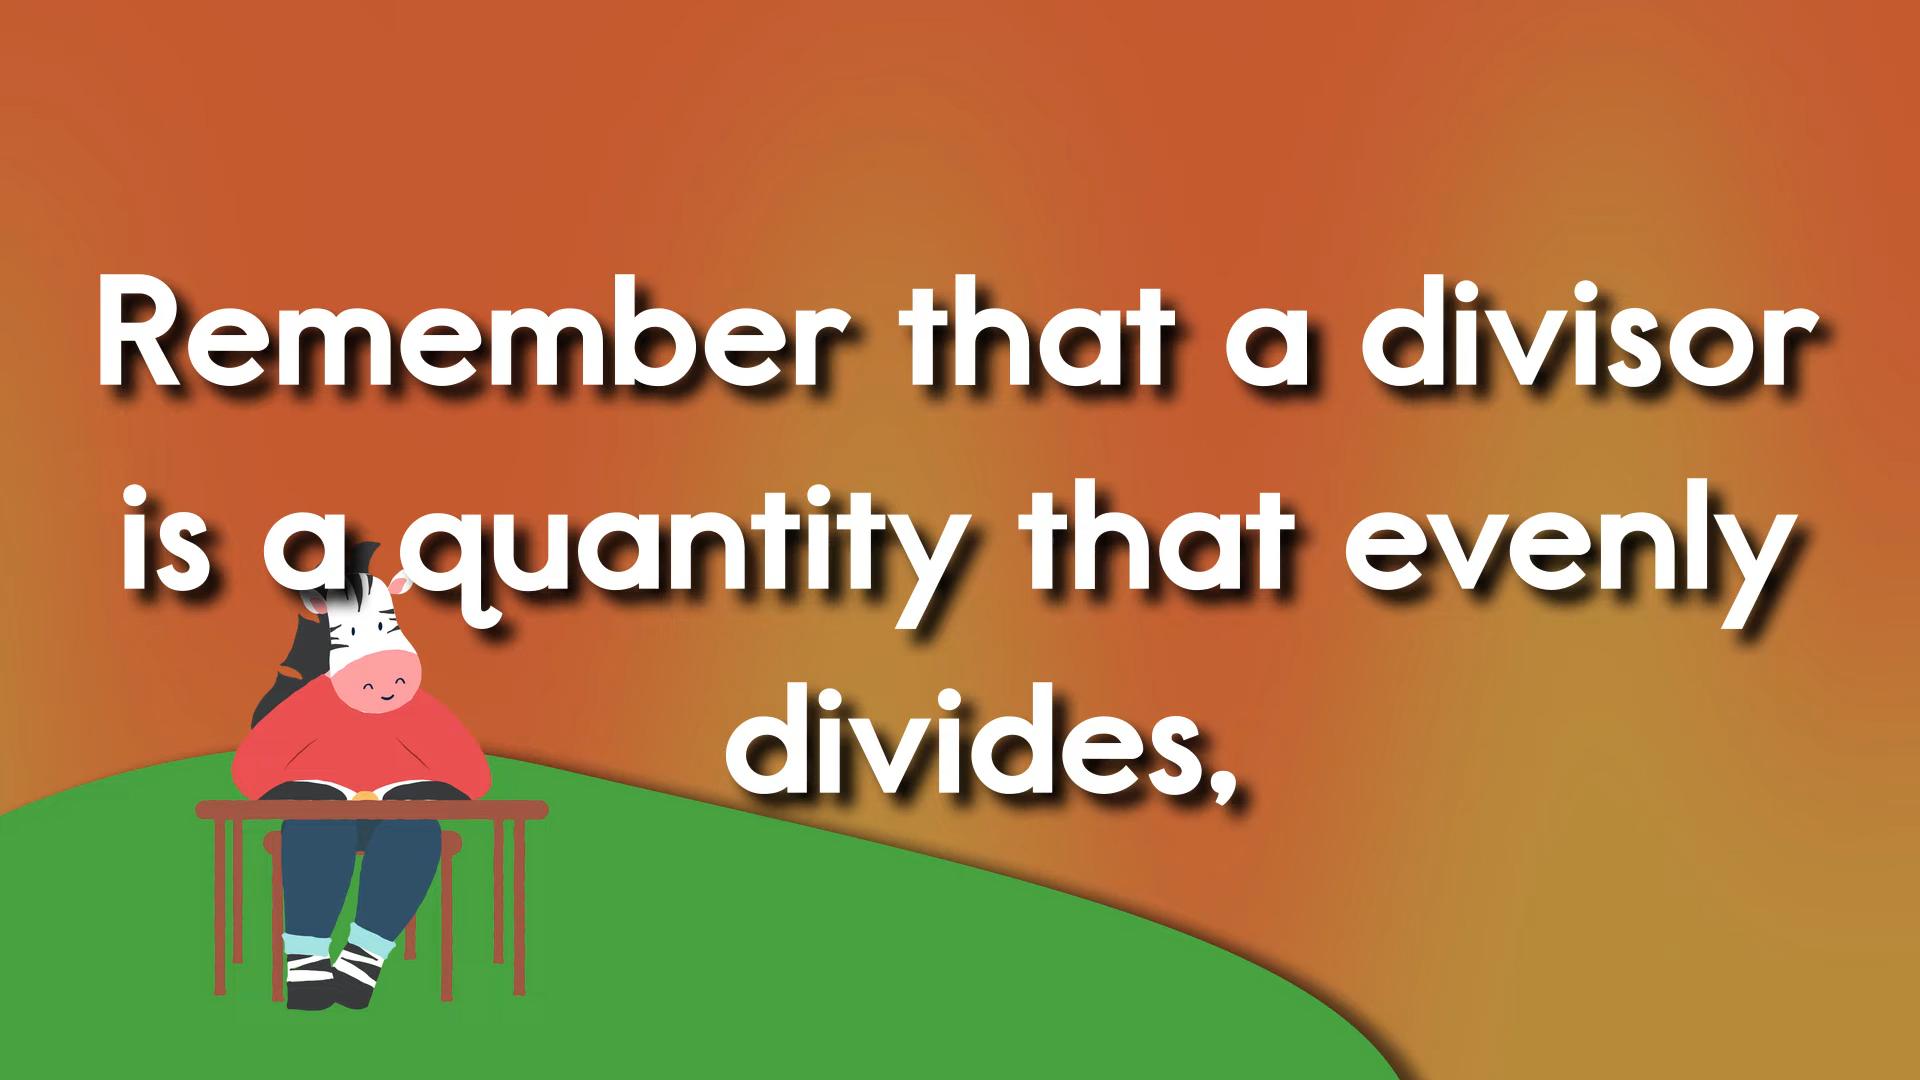 Remember that a divisor
is a quantity that evenly
divides,